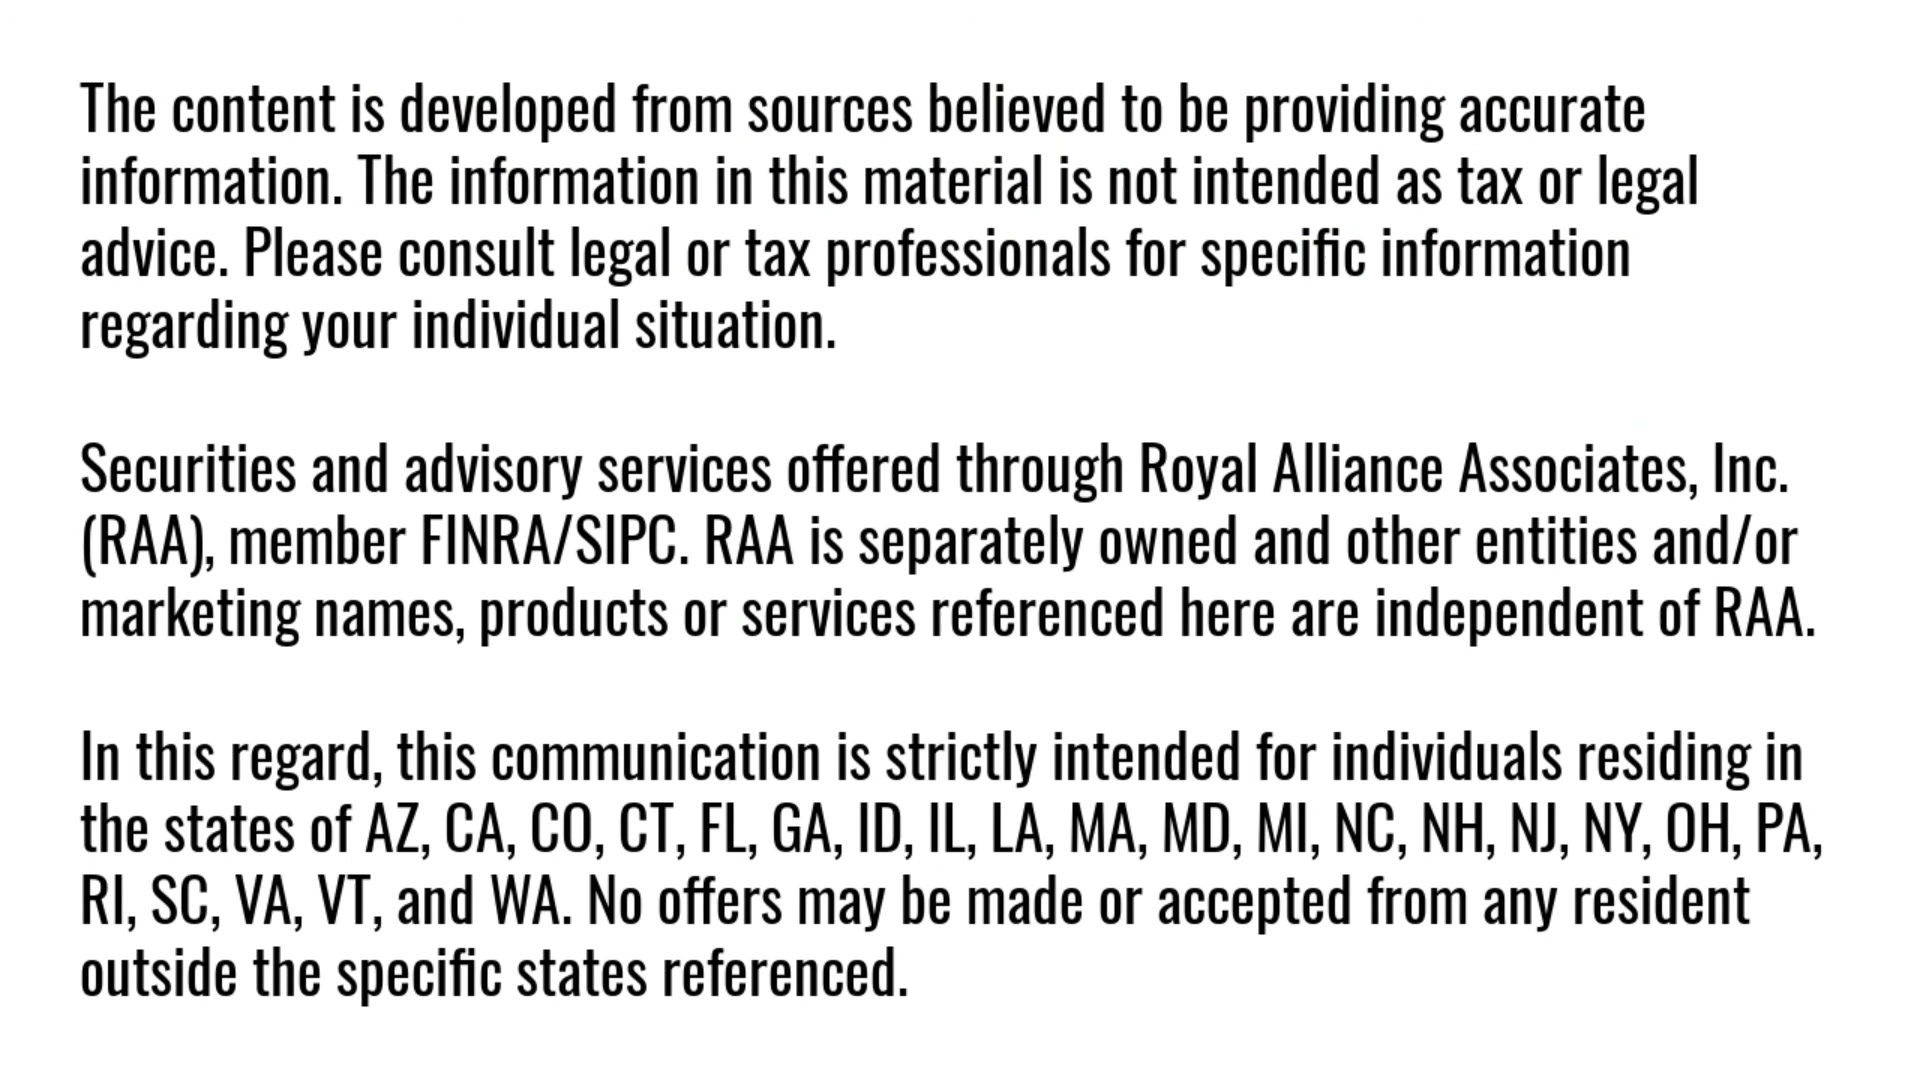 The content is developed from sources believed to be providing accurate
information. The information in this material is not intended as tax or legal
advice. Please consult legal or tax professionals for specific information
regarding your individual situation.
Securities and advisory services offered through Royal Alliance Associates, Inc.
(RAA), member FINRA/SIPC. RAA is separately owned and other entities and/or
marketing names, products or services referenced here are independent of RAA.
In this regard, this communication is strictly intended for individuals residing in
the states of AZ, CA, CO, CT, FL, GA, ID, IL, LA, MA, MD, MI, NC, NH, NJ, NY, OH, PA,
RI, SC, VA, VT, and WA. No offers may be made or accepted from any resident
outside the specific states referenced.